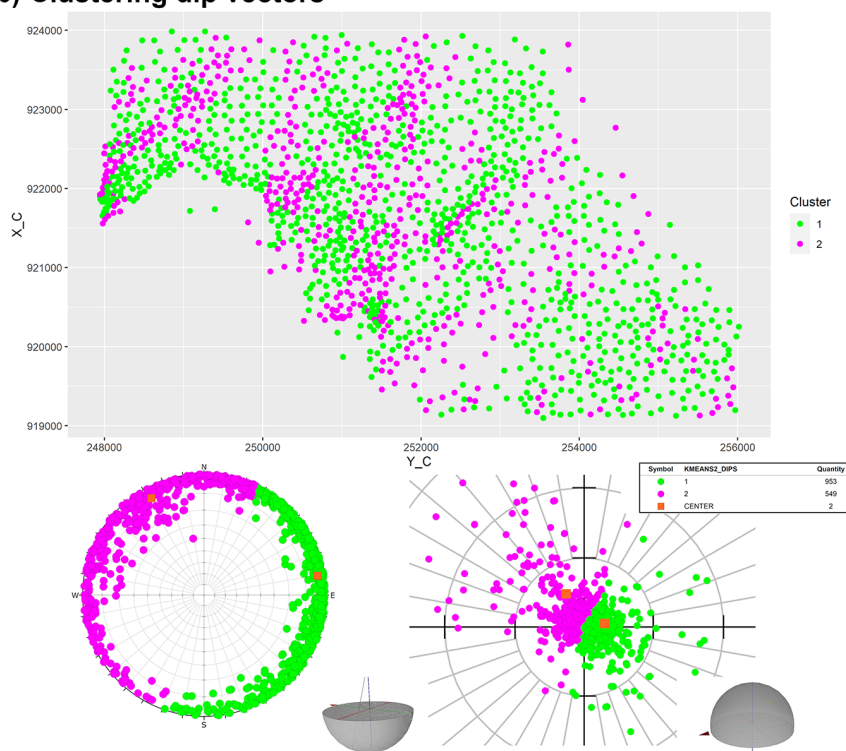 Clustering dip vectors
924000
923000
922000
921000
920000
919000
X_C
248000
250000
252000
254000
256000
Y_C
Cluster
1
2
Symbol KMEANS2_DIPS Quantity
1 953
2 549
CENTER 2
N
W
E
S